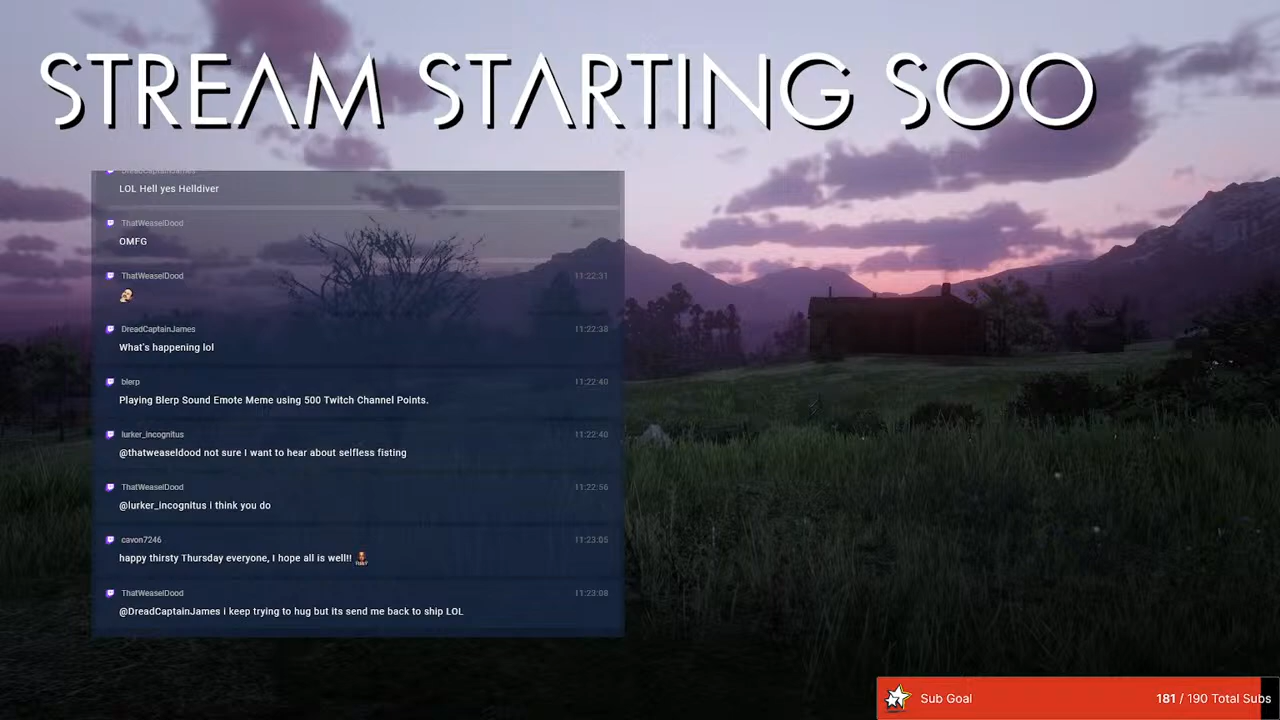 STREAM STARTING SOO
DreadCaptainJames
LOL Hell yes Helldiver
ThatWeaselDood
OMFG
ThatWeaselDood 11:22:31
DreadCaptainJames 11:22:38
What's happening lol
blerp 11:22:40
Playing Blerp Sound Emote Meme using 500 Twitch Channel Points.
lurker_incognitus 11:22:40
@thatweaseldood not sure I want to hear about selfless fisting
ThatWeaselDood 11:22:56
@lurker_incognitus i think you do
cavon7246 11:23:05
happy thirsty Thursday everyone, I hope all is well!!
ThatWeaselDood 11:23:08
@DreadCaptainJames i keep trying to hug but its send me back to ship LOL
Sub Goal 181 / 190 Total Subs